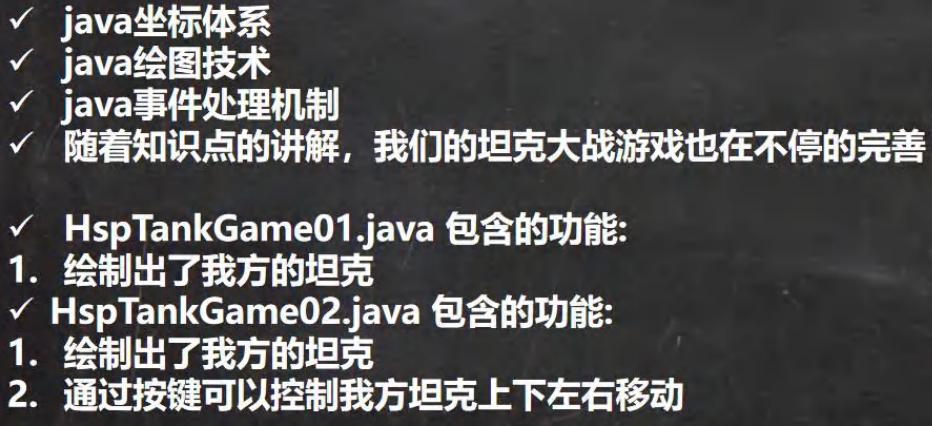 ✓ java坐标体系
✓ java绘图技术
✓ java事件处理机制
✓ 随着知识点的讲解，我们的坦克大战游戏也在不停的完善
✓ HspTankGame01.java 包含的功能:
1. 绘制出了我方的坦克
✓ HspTankGame02.java 包含的功能:
1. 绘制出了我方的坦克
2. 通过按键可以控制我方坦克上下左右移动